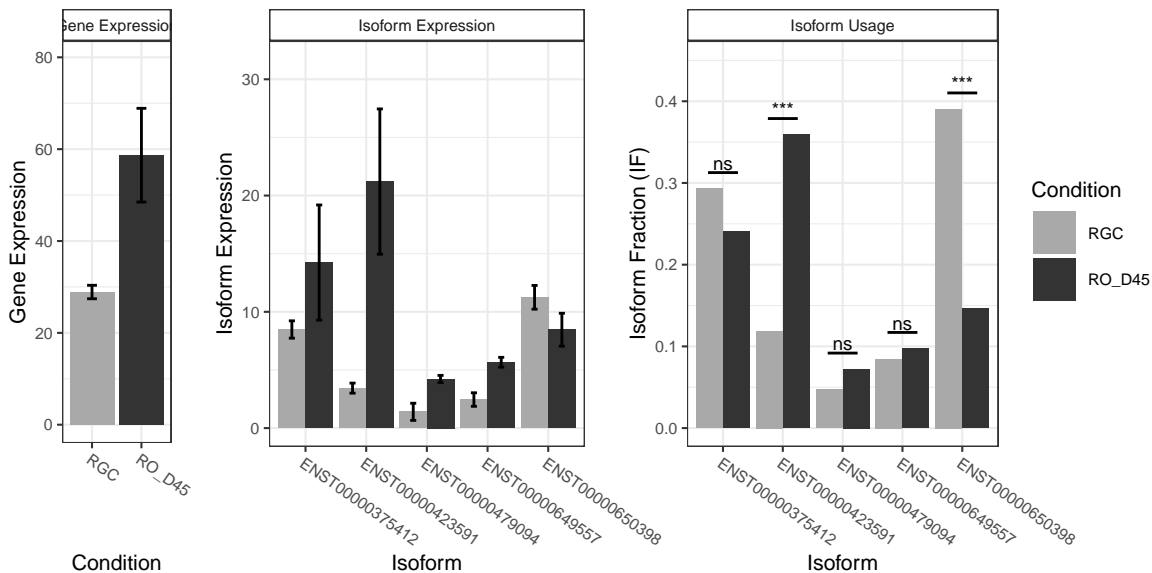 Gene Expression
Isoform Expression
Isoform Usage
Gene Expression
80
60
40
20
0
RGC
RO_D45
Condition
Isoform Expression
30
20
10
0
ENST00000375412
ENST00000423591
ENST00000479094
ENST00000649557
ENST00000650398
Isoform
Isoform Fraction (IF)
0.4
0.3
0.2
0.1
0.0
ns
***
ns
ns
***
ENST00000375412
ENST00000423591
ENST00000479094
ENST00000649557
ENST00000650398
Isoform
Condition
RGC
RO_D45